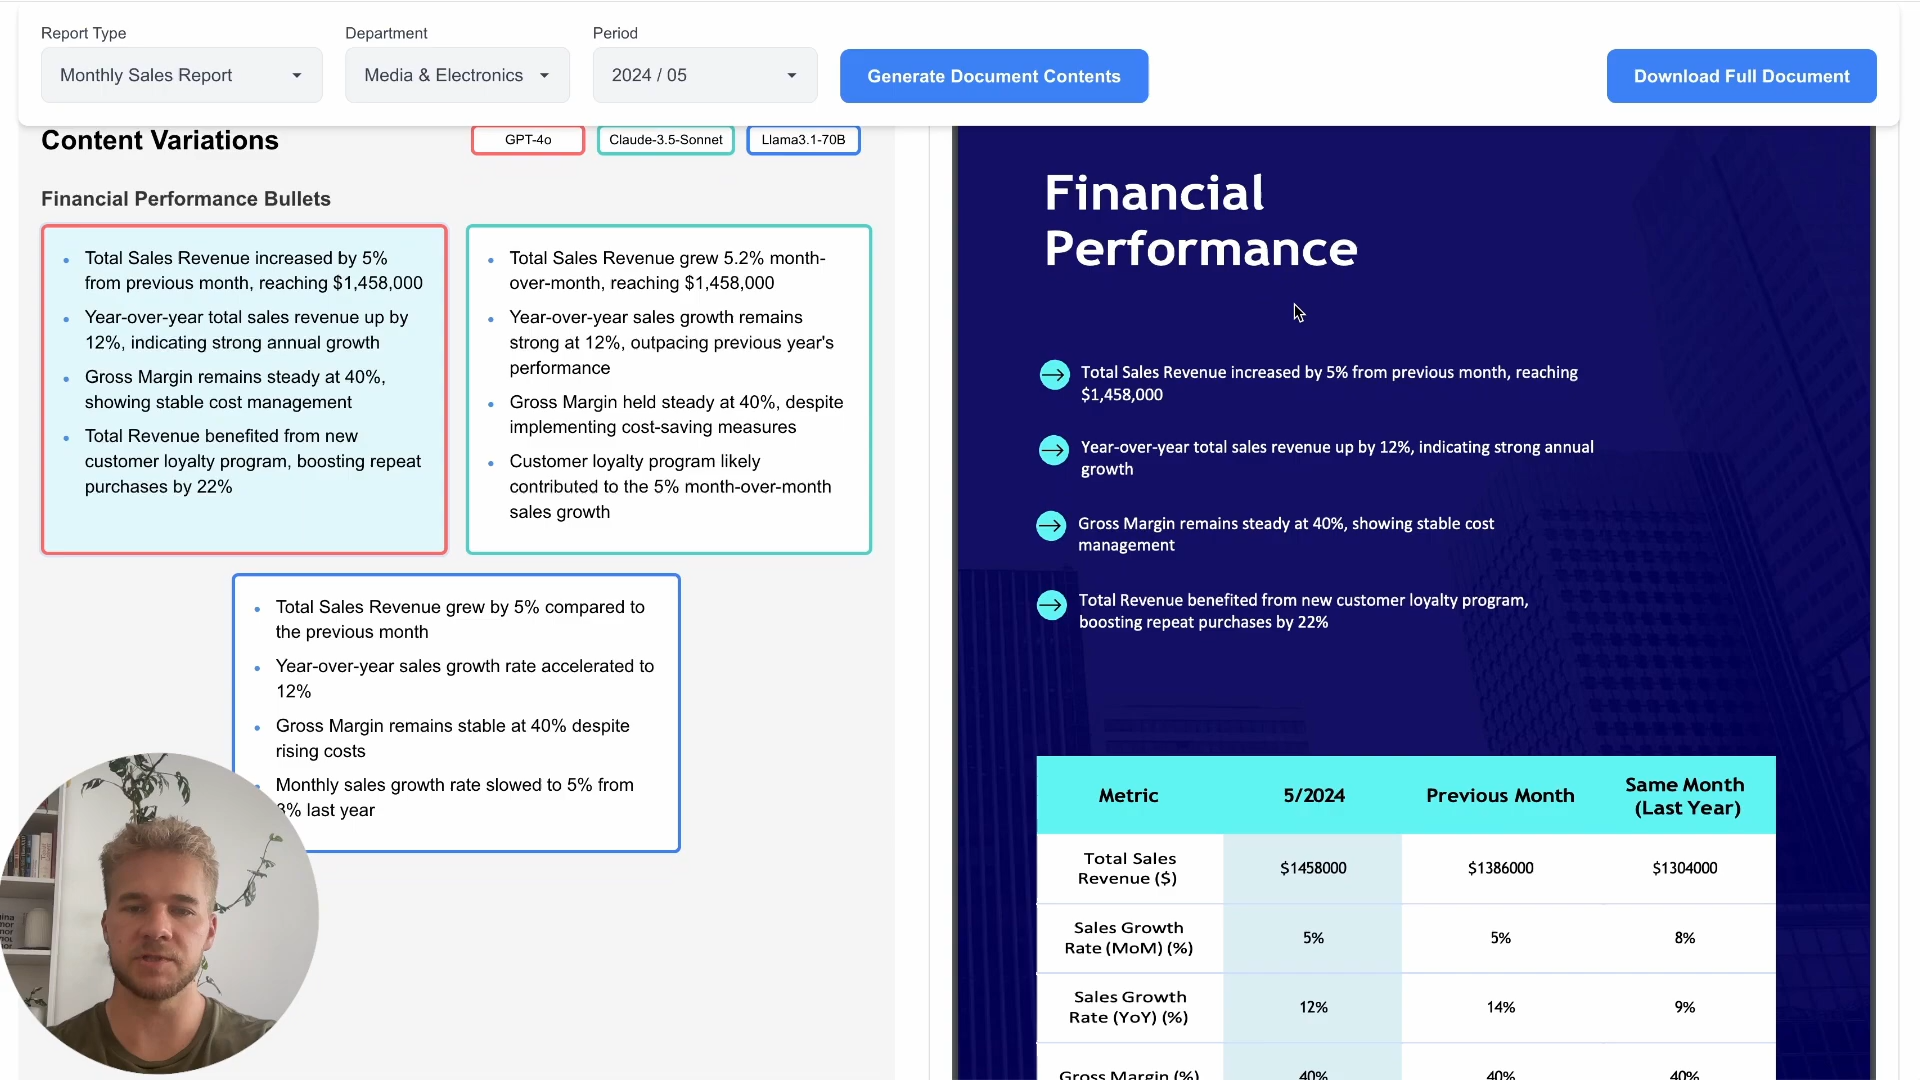 Report Type
Department
Period
Monthly Sales Report
Media & Electronics
2024 / 05
Generate Document Contents
Download Full Document
Content Variations
GPT-4o
Claude-3.5-Sonnet
Llama3.1-70B
Financial Performance Bullets
Total Sales Revenue increased by 5%
from previous month, reaching $1,458,000
Year-over-year total sales revenue up by
12%, indicating strong annual growth
Gross Margin remains steady at 40%,
showing stable cost management
Total Revenue benefited from new
customer loyalty program, boosting repeat
purchases by 22%
Total Sales Revenue grew 5.2% month-
over-month, reaching $1,458,000
Year-over-year sales growth remains
strong at 12%, outpacing previous year's
performance
Gross Margin held steady at 40%, despite
implementing cost-saving measures
Customer loyalty program likely
contributed to the 5% month-over-month
sales growth
Total Sales Revenue grew by 5% compared to
the previous month
Year-over-year sales growth rate accelerated to
12%
Gross Margin remains stable at 40% despite
rising costs
Monthly sales growth rate slowed to 5% from
8% last year
Financial
Performance
Total Sales Revenue increased by 5% from previous month, reaching
$1,458,000
Year-over-year total sales revenue up by 12%, indicating strong annual
growth
Gross Margin remains steady at 40%, showing stable cost
management
Total Revenue benefited from new customer loyalty program,
boosting repeat purchases by 22%
Metric
5/2024
Previous Month
Same Month
(Last Year)
Total Sales
Revenue ($)
$1458000
$1386000
$1304000
Sales Growth
Rate (MoM) (%)
5%
5%
8%
Sales Growth
Rate (YoY) (%)
12%
14%
9%
Gross Margin (%)
40%
40%
40%